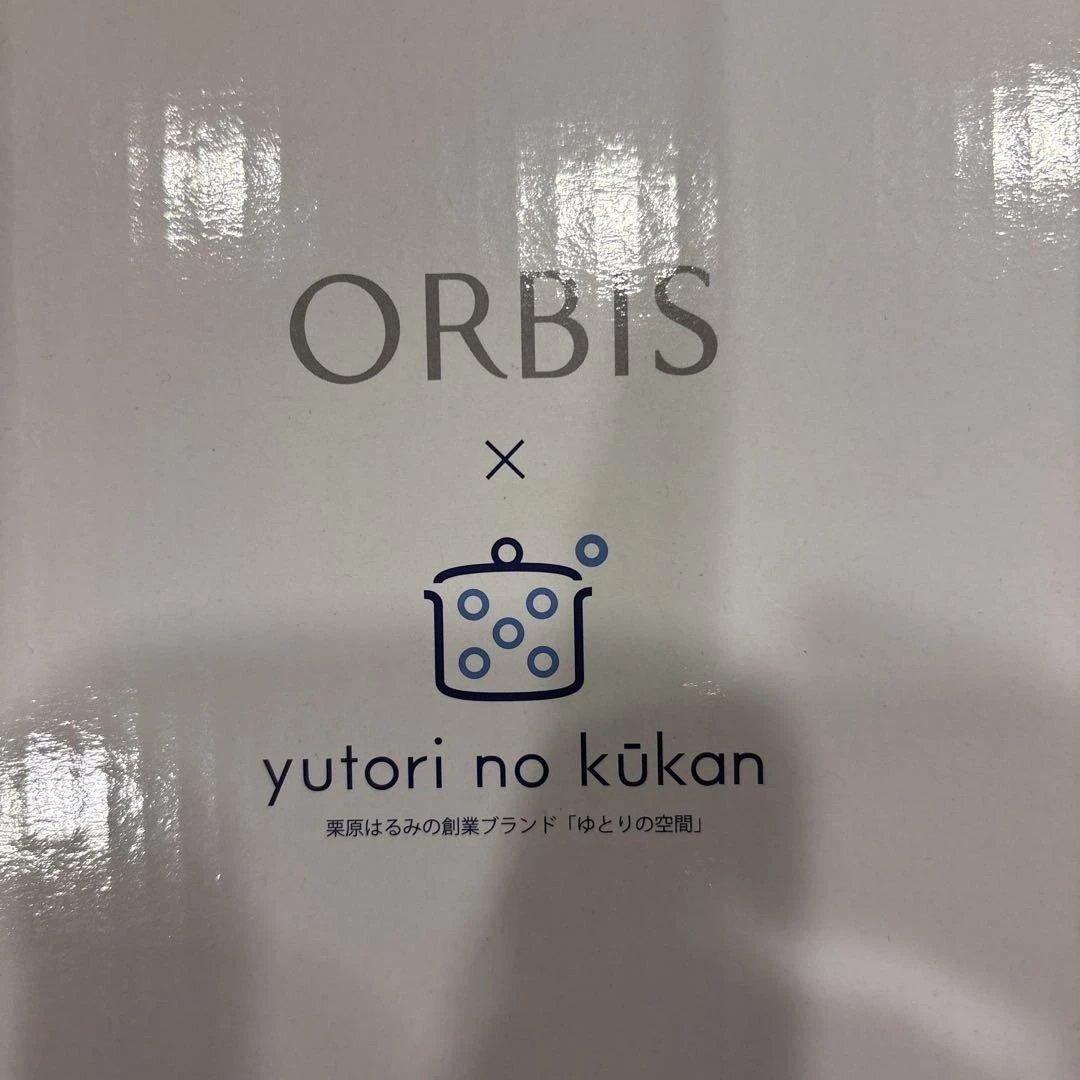 ORBIS
×
yutori no kūkan
栗原はるみの創業ブランド「ゆとりの空間」